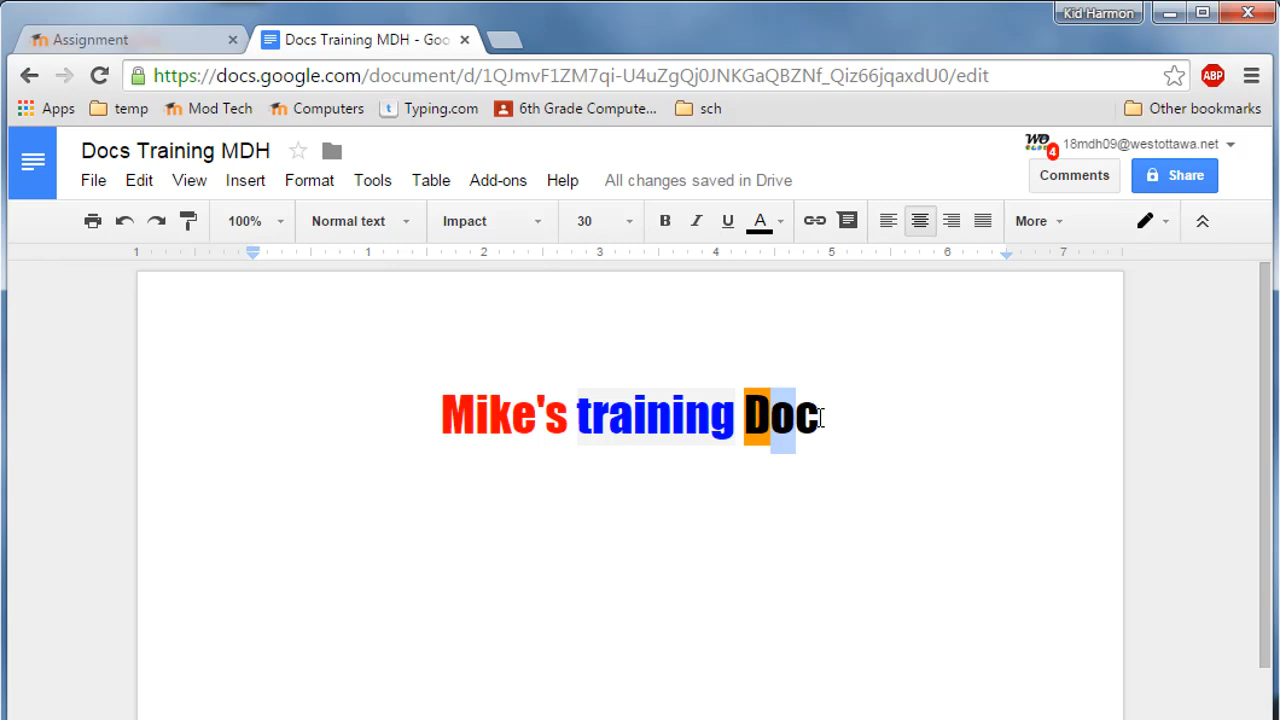 Kid Harmon
Assignment
Docs Training MDH - Goo
https://docs.google.com/document/d/1QJmvF1ZM7qi-U4uZgQj0JNKGaQBZNf_Qiz66jqaxdU0/edit
ABP
Apps temp Mod Tech Computers Typing.com 6th Grade Compute... sch Other bookmarks
Docs Training MDH
WO 4 18mdh09@westottawa.net
File Edit View Insert Format Tools Table Add-ons Help All changes saved in Drive
Comments Share
100% Normal text Impact 30 B I U A More
1 1 2 3 4 5 6 7
Mike's training Doc